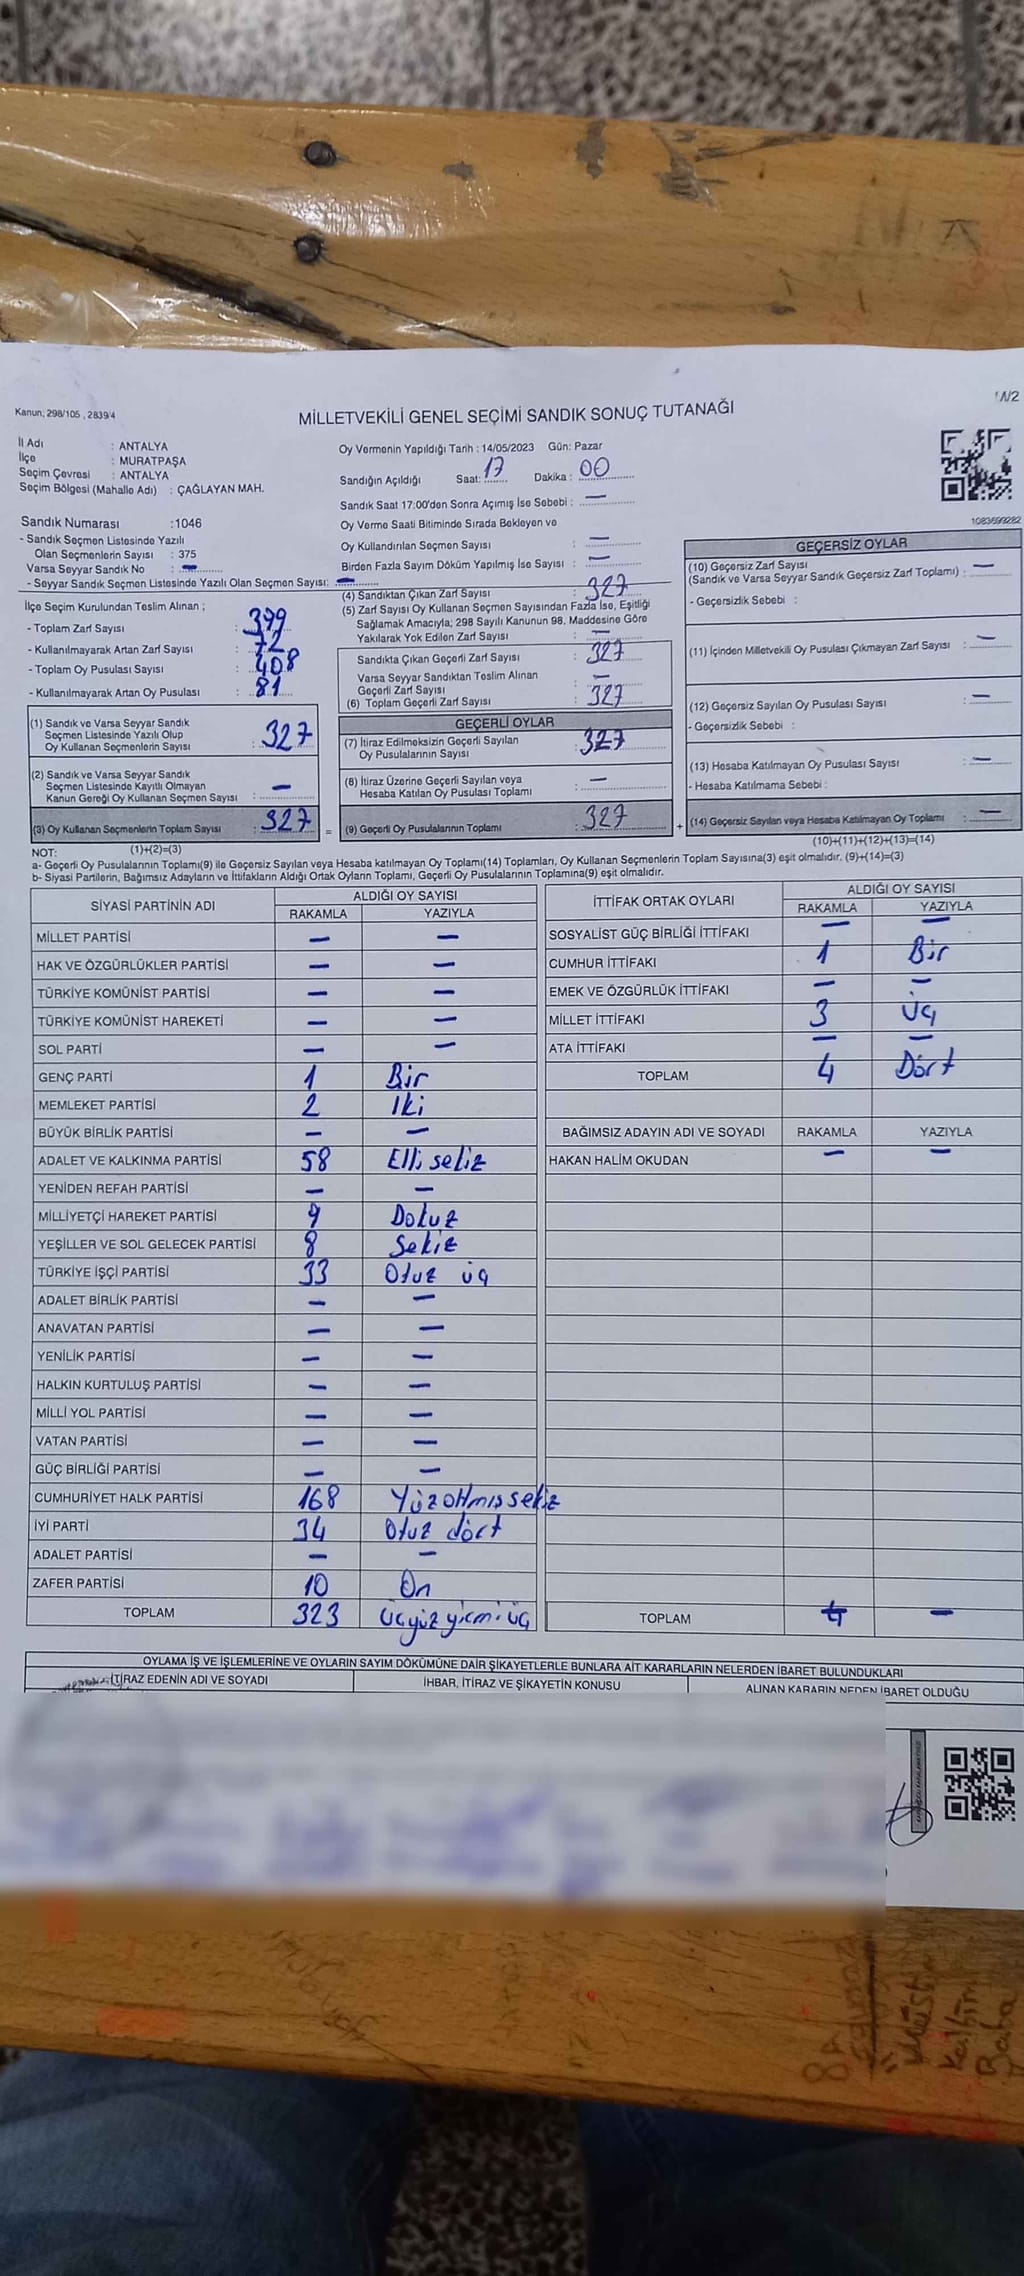 Kanun; 298/105 , 2839/4
MİLLETVEKİLİ GENEL SEÇİMİ SANDIK SONUÇ TUTANAĞI
İl Adı : ANTALYA
İlçe : MURATPAŞA
Seçim Çevresi : ANTALYA
Seçim Bölgesi (Mahalle Adı) : ÇAĞLAYAN MAH.
Oy Vermenin Yapıldığı Tarih : 14/05/2023 Gün: Pazar
Sandığın Açıldığı Saat: 17 Dakika : 00
Sandık Saat 17:00'den Sonra Açımış İse Sebebi : —
Oy Verme Saati Bitiminde Sırada Bekleyen ve
Oy Kullandırılan Seçmen Sayısı : —
Birden Fazla Sayım Döküm Yapılmış İse Sayısı : —
1083699282
Sandık Numarası :1046
- Sandık Seçmen Listesinde Yazılı
Olan Seçmenlerin Sayısı : 375
Varsa Seyyar Sandık No : —
- Seyyar Sandık Seçmen Listesinde Yazılı Olan Seçmen Sayısı: —
İlçe Seçim Kurulundan Teslim Alınan ;
- Toplam Zarf Sayısı : 399
- Kullanılmayarak Artan Zarf Sayısı : 72
- Toplam Oy Pusulası Sayısı : 408
- Kullanılmayarak Artan Oy Pusulası : 81
(1) Sandık ve Varsa Seyyar Sandık
Seçmen Listesinde Yazılı Olup
Oy Kullanan Seçmenlerin Sayısı : 327
(2) Sandık ve Varsa Seyyar Sandık
Seçmen Listesinde Kayıtlı Olmayan
Kanun Gereği Oy Kullanan Seçmen Sayısı : —
(3) Oy Kullanan Seçmenlerin Toplam Sayısı : 327
(1)+(2)=(3)
(4) Sandıktan Çıkan Zarf Sayısı : 327
(5) Zarf Sayısı Oy Kullanan Seçmen Sayısından Fazla İse, Eşitliği
Sağlamak Amacıyla; 298 Sayılı Kanunun 98. Maddesine Göre
Yakılarak Yok Edilen Zarf Sayısı : —
Sandıkta Çıkan Geçerli Zarf Sayısı : 327
Varsa Seyyar Sandıktan Teslim Alınan
Geçerli Zarf Sayısı : —
(6) Toplam Geçerli Zarf Sayısı : 327
GEÇERLİ OYLAR
(7) İtiraz Edilmeksizin Geçerli Sayılan
Oy Pusulalarının Sayısı : 327
(8) İtiraz Üzerine Geçerli Sayılan veya
Hesaba Katılan Oy Pusulası Toplamı : —
= (9) Geçerli Oy Pusulalarının Toplamı : 327
GEÇERSİZ OYLAR
(10) Geçersiz Zarf Sayısı
(Sandık ve Varsa Seyyar Sandık Geçersiz Zarf Toplamı) : —
- Geçersizlik Sebebi :
(11) İçinden Milletvekili Oy Pusulası Çıkmayan Zarf Sayısı : —
(12) Geçersiz Sayılan Oy Pusulası Sayısı : —
- Geçersizlik Sebebi :
(13) Hesaba Katılmayan Oy Pusulası Sayısı : —
- Hesaba Katılmama Sebebi :
+ (14) Geçersiz Sayılan veya Hesaba Katılmayan Oy Toplamı : —
(10)+(11)+(12)+(13)=(14)
NOT:
a- Geçerli Oy Pusulalarının Toplamı(9) ile Geçersiz Sayılan veya Hesaba katılmayan Oy Toplamı(14) Toplamları, Oy Kullanan Seçmenlerin Toplam Sayısına(3) eşit olmalıdır. (9)+(14)=(3)
b- Siyasi Partilerin, Bağımsız Adayların ve İttifakların Aldığı Ortak Oyların Toplamı, Geçerli Oy Pusulalarının Toplamına(9) eşit olmalıdır.
SİYASİ PARTİNİN ADI ALDIĞI OY SAYISI
RAKAMLA YAZIYLA
MİLLET PARTİSİ — —
HAK VE ÖZGÜRLÜKLER PARTİSİ — —
TÜRKİYE KOMÜNİST PARTİSİ — —
TÜRKİYE KOMÜNİST HAREKETİ — —
SOL PARTİ — —
GENÇ PARTİ 1 Bir
MEMLEKET PARTİSİ 2 İki
BÜYÜK BİRLİK PARTİSİ — —
ADALET VE KALKINMA PARTİSİ 58 Elli sekiz
YENİDEN REFAH PARTİSİ — —
MİLLİYETÇİ HAREKET PARTİSİ 9 Dokuz
YEŞİLLER VE SOL GELECEK PARTİSİ 8 Sekiz
TÜRKİYE İŞÇİ PARTİSİ 33 Otuz üç
ADALET BİRLİK PARTİSİ — —
ANAVATAN PARTİSİ — —
YENİLİK PARTİSİ — —
HALKIN KURTULUŞ PARTİSİ — —
MİLLİ YOL PARTİSİ — —
VATAN PARTİSİ — —
GÜÇ BİRLİĞİ PARTİSİ — —
CUMHURİYET HALK PARTİSİ 168 Yüzatmışsekiz
İYİ PARTİ 34 Otuz dört
ADALET PARTİSİ — —
ZAFER PARTİSİ 10 On
TOPLAM 323 üçyüzyirmi üç
İTTİFAK ORTAK OYLARI ALDIĞI OY SAYISI
RAKAMLA YAZIYLA
SOSYALİST GÜÇ BİRLİĞİ İTTİFAKI — —
CUMHUR İTTİFAKI 1 Bir
EMEK VE ÖZGÜRLÜK İTTİFAKI — —
MİLLET İTTİFAKI 3 üç
ATA İTTİFAKI — —
TOPLAM 4 Dört
BAĞIMSIZ ADAYIN ADI VE SOYADI RAKAMLA YAZIYLA
HAKAN HALİM OKUDAN — —
TOPLAM —
OYLAMA İŞ VE İŞLEMLERİNE VE OYLARIN SAYIM DÖKÜMÜNE DAİR ŞİKAYETLERLE BUNLARA AİT KARARLARIN NELERDEN İBARET BULUNDUKLARI
İTİRAZ EDENİN ADI VE SOYADI İHBAR, İTİRAZ VE ŞİKAYETİN KONUSU ALINAN KARARIN NEDEN İBARET OLDUĞU